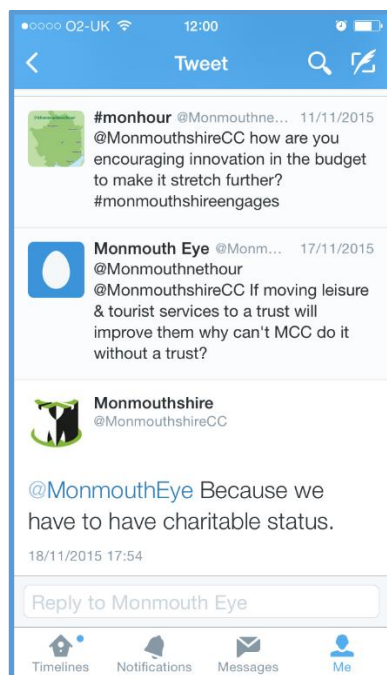 O2-UK 12:00
Tweet
#monhour @Monmouthne... 11/11/2015
@MonmouthshireCC how are you
encouraging innovation in the budget
to make it stretch further?
#monmouthshireengages
Monmouth Eye @Monm... 17/11/2015
@Monmouthnethour
@MonmouthshireCC If moving leisure
& tourist services to a trust will
improve them why can't MCC do it
without a trust?
Monmouthshire
@MonmouthshireCC
@MonmouthEye Because we
have to have charitable status.
18/11/2015 17:54
Reply to Monmouth Eye
Timelines Notifications Messages Me